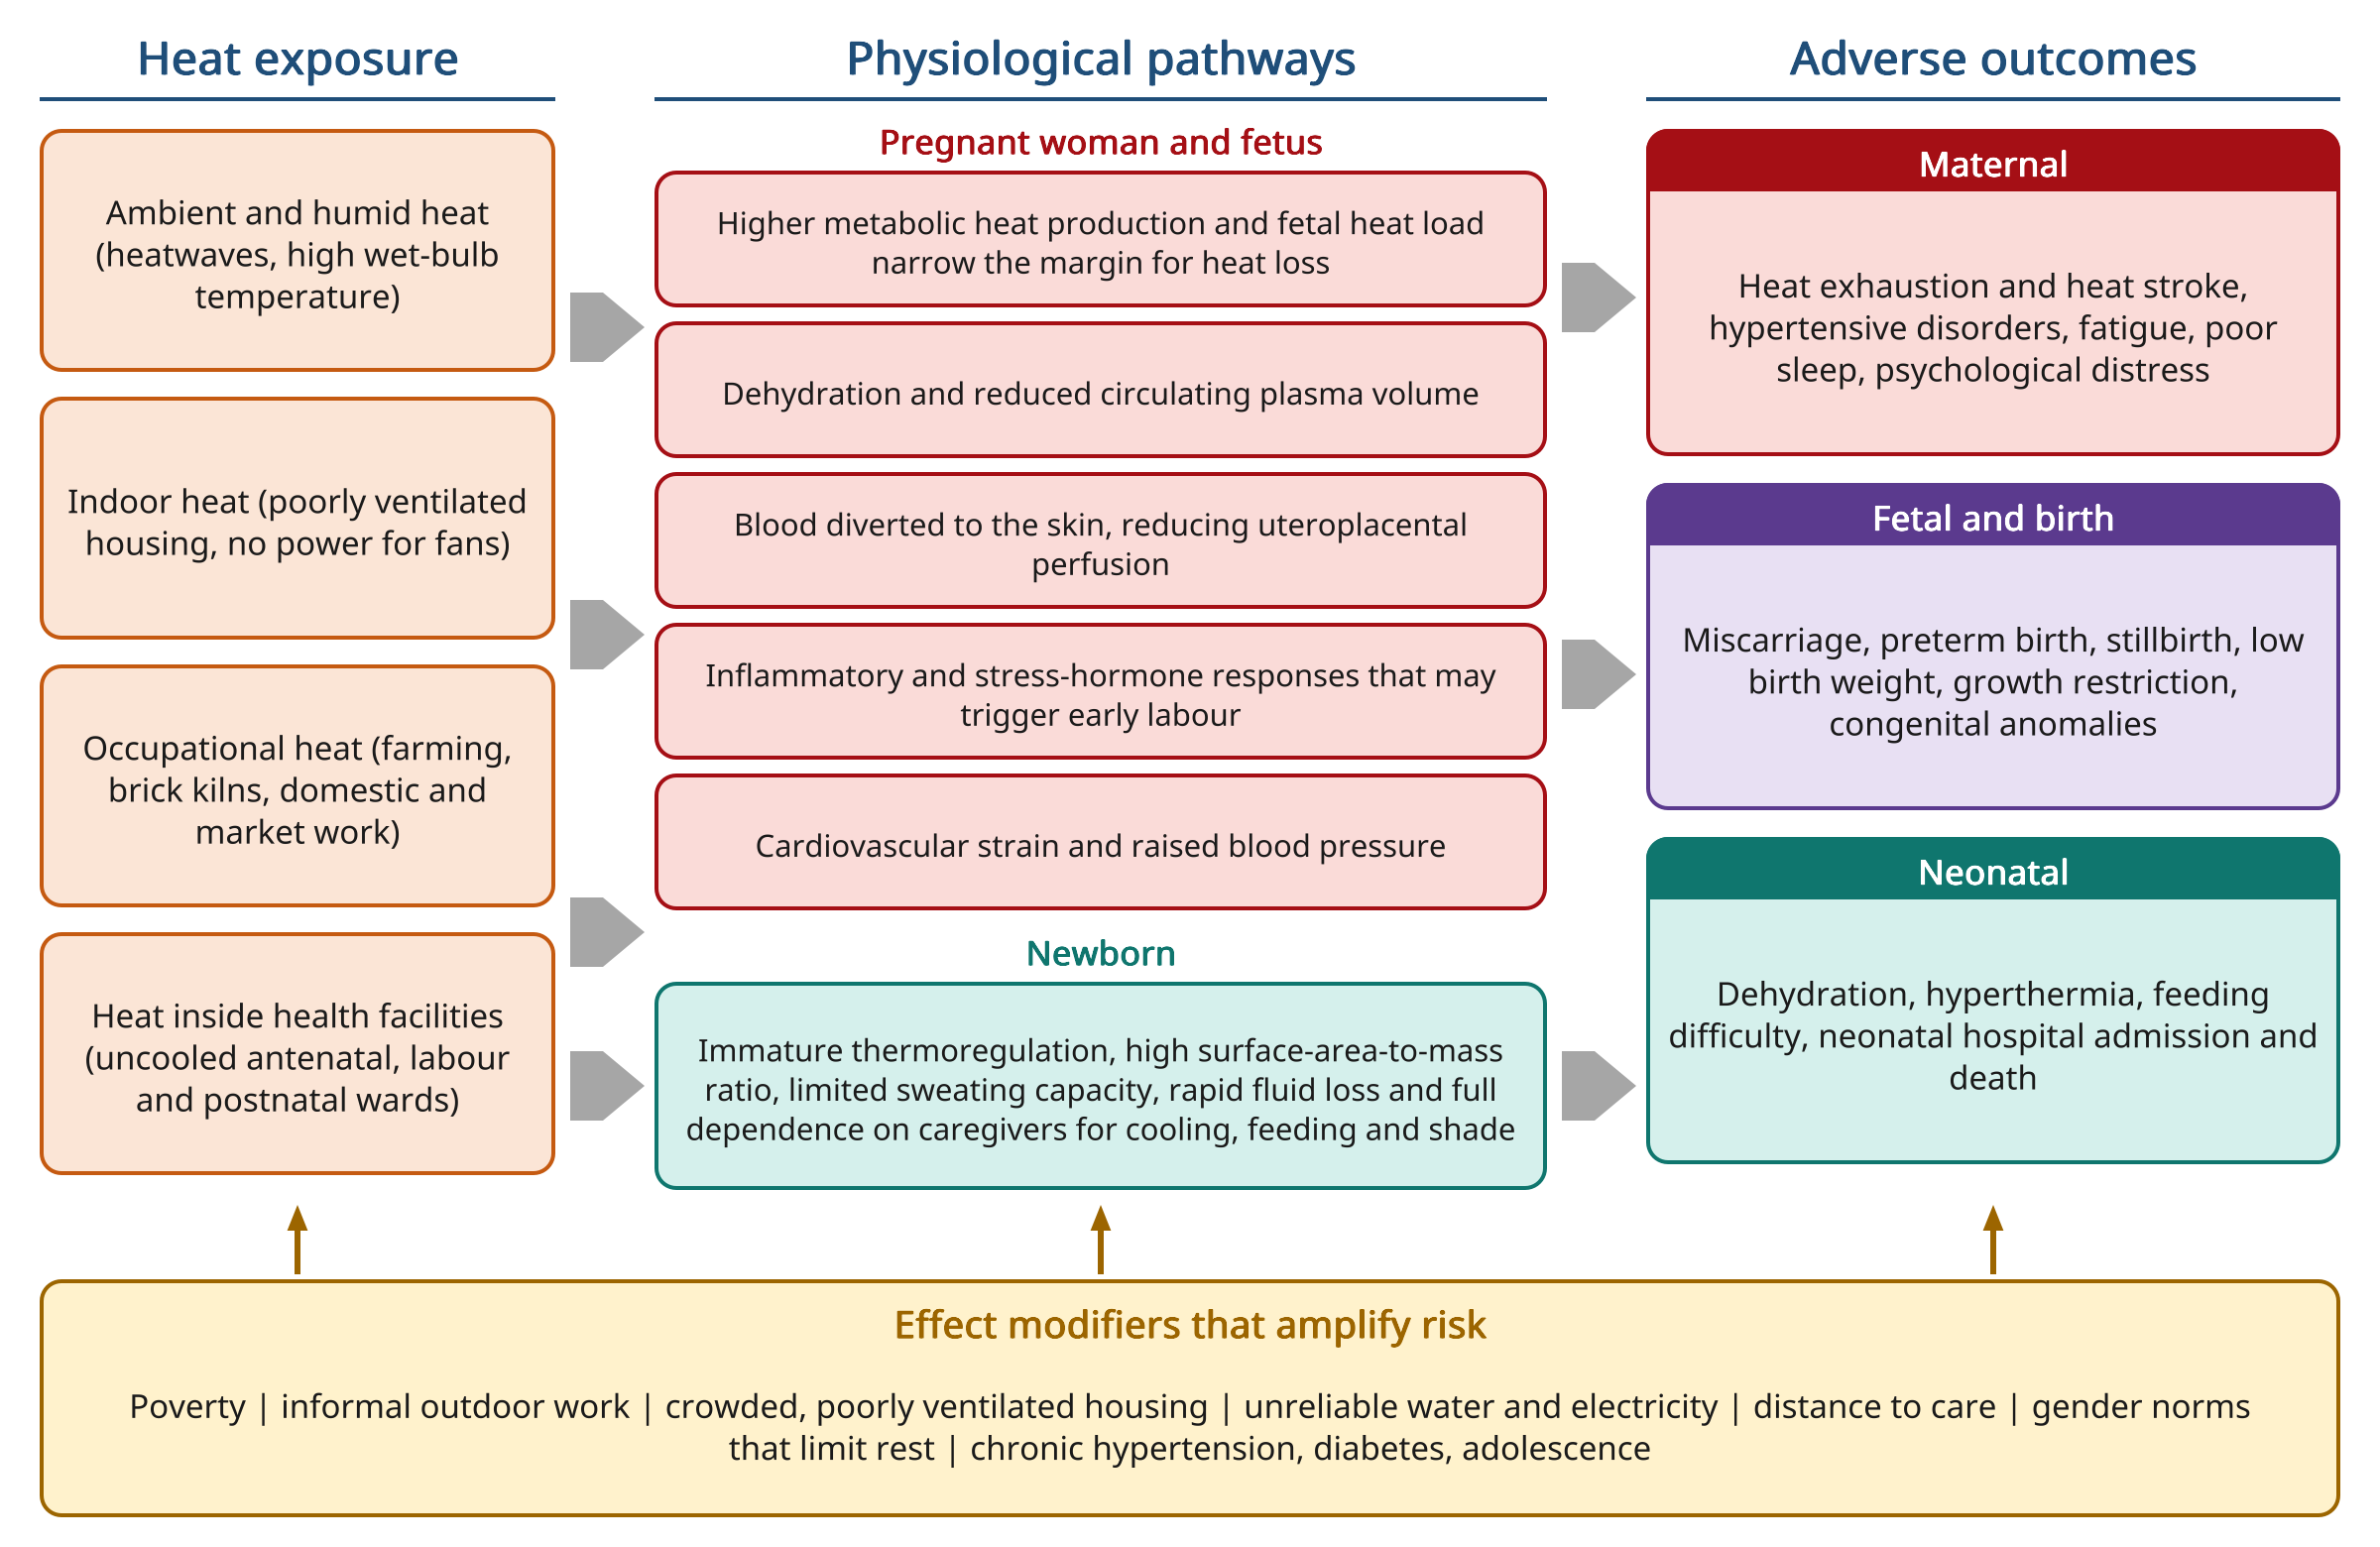 Heat exposure
Ambient and humid heat
(heatwaves, high wet-bulb
temperature)
Indoor heat (poorly ventilated
housing, no power for fans)
Occupational heat (farming,
brick kilns, domestic and
market work)
Heat inside health facilities
(uncooled antenatal, labour
and postnatal wards)
Physiological pathways
Pregnant woman and fetus
Higher metabolic heat production and fetal heat load
narrow the margin for heat loss
Dehydration and reduced circulating plasma volume
Blood diverted to the skin, reducing uteroplacental
perfusion
Inflammatory and stress-hormone responses that may
trigger early labour
Cardiovascular strain and raised blood pressure
Newborn
Immature thermoregulation, high surface-area-to-mass
ratio, limited sweating capacity, rapid fluid loss and full
dependence on caregivers for cooling, feeding and shade
Adverse outcomes
Maternal
Heat exhaustion and heat stroke,
hypertensive disorders, fatigue, poor
sleep, psychological distress
Fetal and birth
Miscarriage, preterm birth, stillbirth, low
birth weight, growth restriction,
congenital anomalies
Neonatal
Dehydration, hyperthermia, feeding
difficulty, neonatal hospital admission and
death
Effect modifiers that amplify risk
Poverty | informal outdoor work | crowded, poorly ventilated housing | unreliable water and electricity | distance to care | gender norms
that limit rest | chronic hypertension, diabetes, adolescence